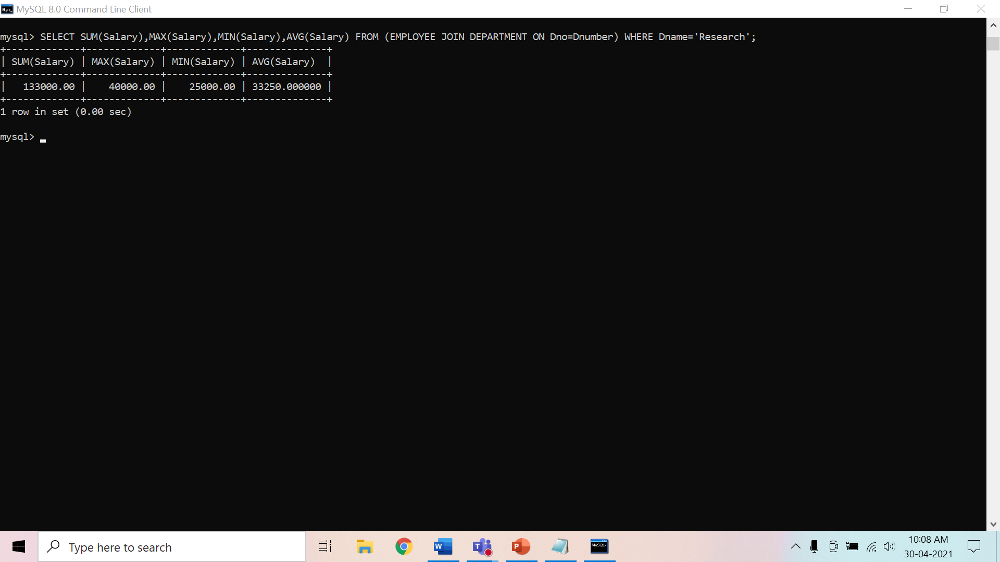 MySQL 8.0 Command Line Client
mysql> SELECT SUM(Salary),MAX(Salary),MIN(Salary),AVG(Salary) FROM (EMPLOYEE JOIN DEPARTMENT ON Dno=Dnumber) WHERE Dname='Research';
+-------------+-------------+-------------+--------------+
| SUM(Salary) | MAX(Salary) | MIN(Salary) | AVG(Salary)  |
+-------------+-------------+-------------+--------------+
|   133000.00 |    40000.00 |    25000.00 | 33250.000000 |
+-------------+-------------+-------------+--------------+
1 row in set (0.00 sec)
mysql>
Type here to search
W
T
P
MySQL>
10:08 AM
30-04-2021